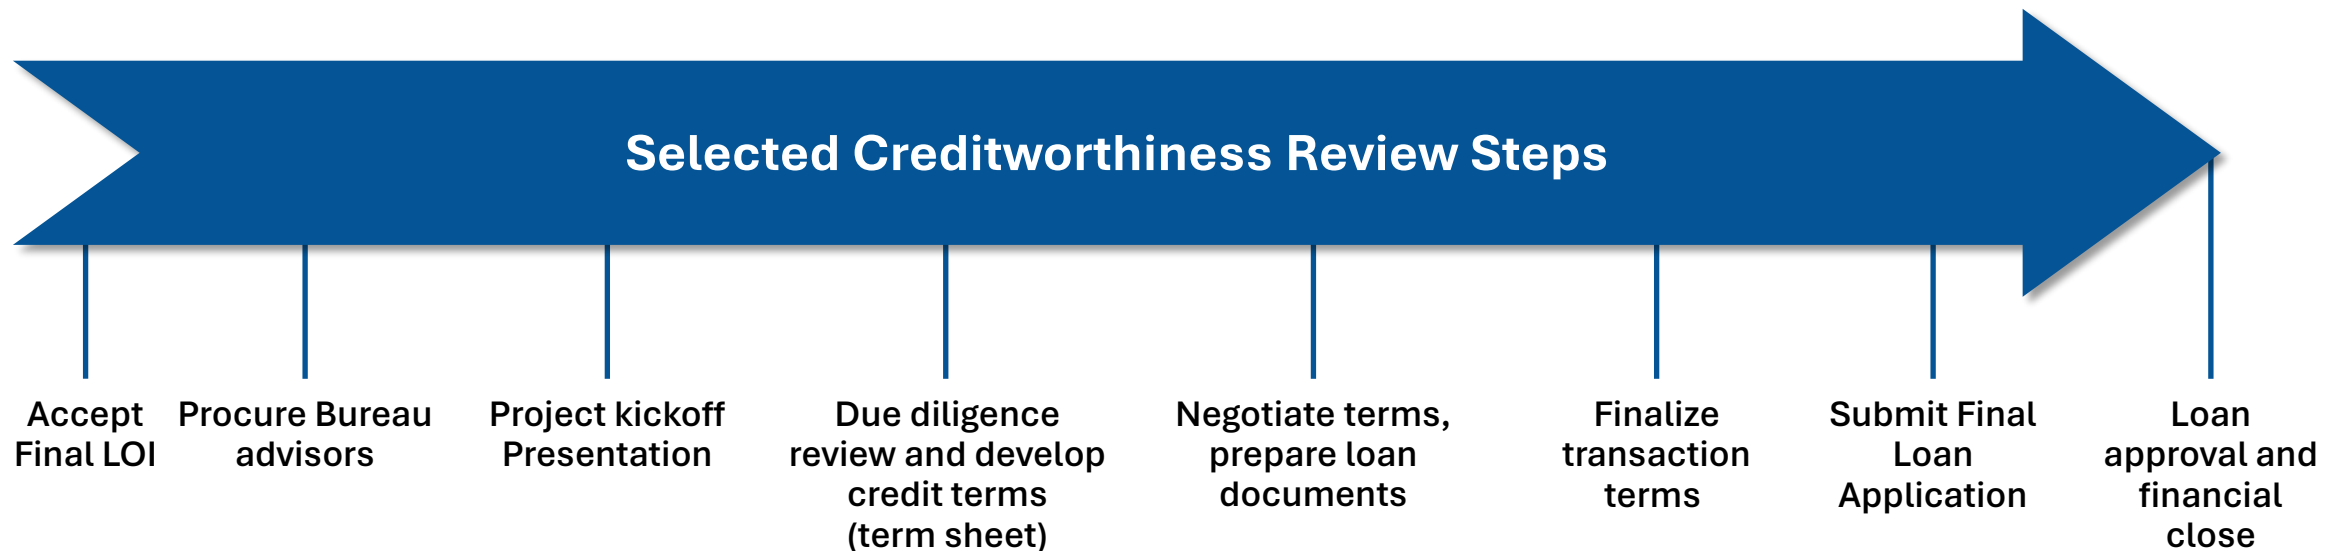 Selected Creditworthiness Review Steps
Accept
Final LOI
Procure Bureau
advisors
Project kickoff
Presentation
Due diligence
review and develop
credit terms
(term sheet)
Negotiate terms,
prepare loan
documents
Finalize
transaction
terms
Submit Final
Loan
Application
Loan
approval and
financial
close